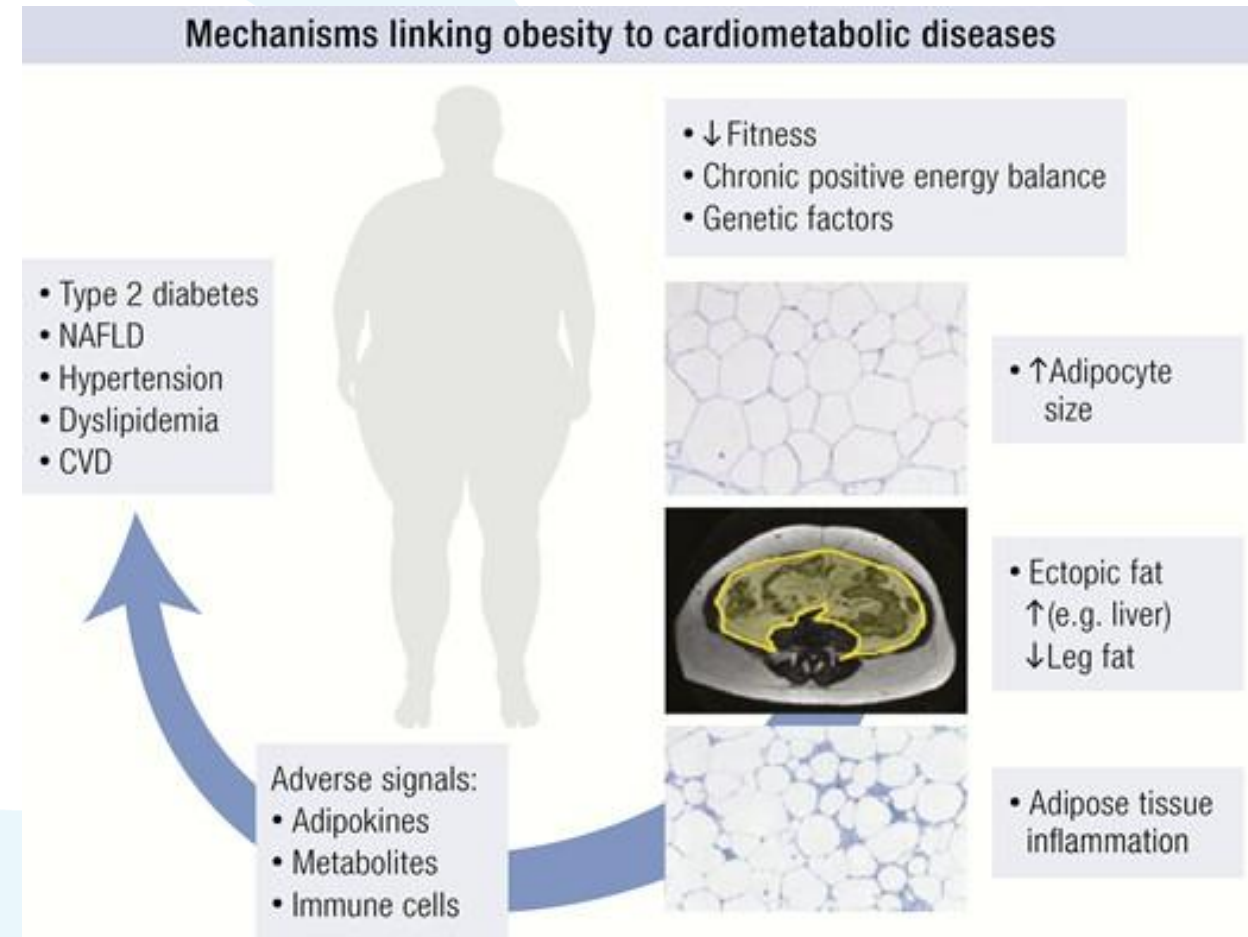 Mechanisms linking obesity to cardiometabolic diseases
• ↓ Fitness
• Chronic positive energy balance
• Genetic factors
• ↑ Adipocyte
size
• Ectopic fat
↑ (e.g. liver)
↓ Leg fat
• Adipose tissue
inflammation
Adverse signals:
• Adipokines
• Metabolites
• Immune cells
• Type 2 diabetes
• NAFLD
• Hypertension
• Dyslipidemia
• CVD